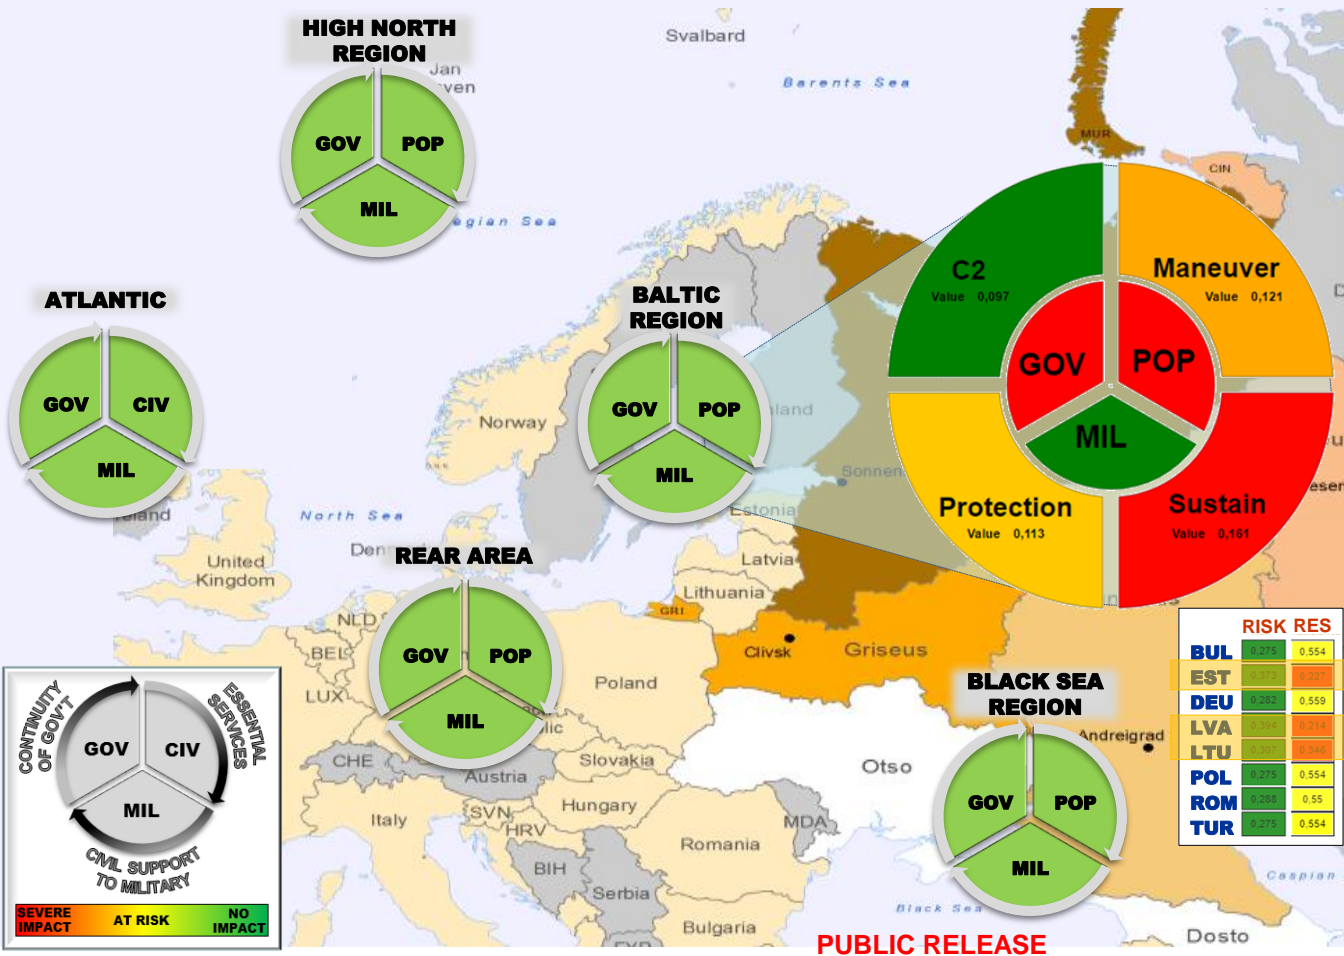 HIGH NORTH
REGION
Jan
GOV
POP
MIL
Svalbard
Barents Sea
MUR
CIN
ATLANTIC
GOV
CIV
MIL
BALTIC
REGION
GOV
POP
MIL
C2
Value 0,097
Maneuver
Value 0,121
GOV
POP
MIL
Protection
Value 0,113
Sustain
Value 0,161
Norway
Sonnen
Estonia
Latvia
Lithuania
GRI
North Sea
United
Kingdom
REAR AREA
GOV
POP
MIL
NLD
BEL
LUX
Poland
Clivsk
Griseus
CHE
Austria
Slovakia
Hungary
Italy
SVN
HRV
BIH
Serbia
Romania
MDA
Bulgaria
Otso
Andreigrad
Black Sea
Caspian
Dosto
BLACK SEA
REGION
GOV
POP
MIL
RISK RES
BUL 0,275 0,554
EST 0,373 0,227
DEU 0,282 0,559
LVA 0,394 0,214
LTU 0,307 0,346
POL 0,275 0,554
ROM 0,288 0,55
TUR 0,275 0,554
CONTINUITY
OF GOV'T
ESSENTIAL
SERVICES
GOV
CIV
MIL
CIVIL SUPPORT
TO MILITARY
SEVERE
IMPACT
AT RISK
NO
IMPACT
PUBLIC RELEASE